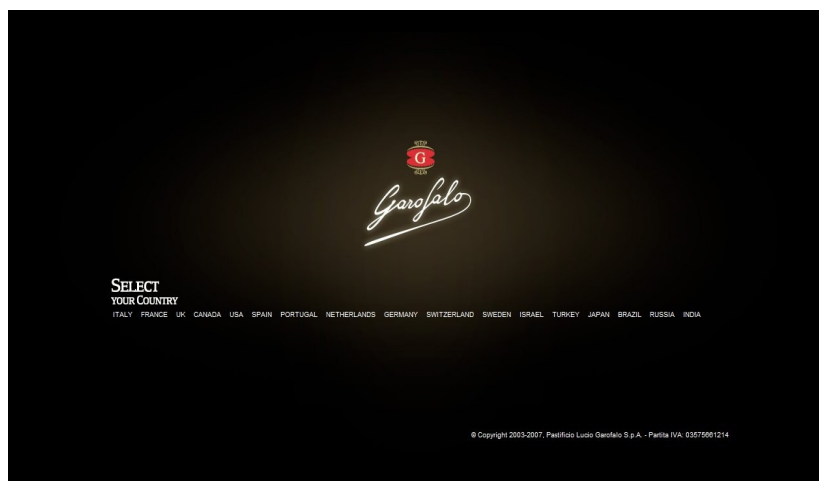 G
Garofalo
SELECT
YOUR COUNTRY
ITALY FRANCE UK CANADA USA SPAIN PORTUGAL NETHERLANDS GERMANY SWITZERLAND SWEDEN ISRAEL TURKEY JAPAN BRAZIL RUSSIA INDIA
© Copyright 2003-2007, Pastificio Lucio Garofalo S.p.A. - Partita IVA: 03575661214